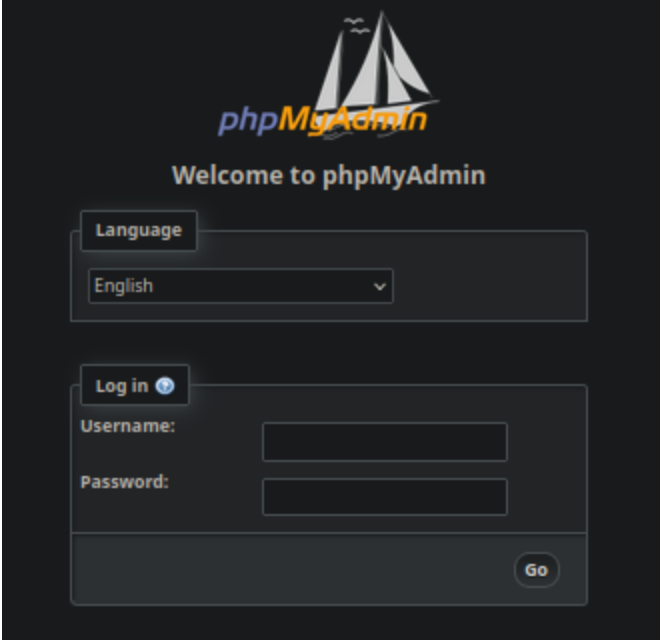 phpMyAdmin
Welcome to phpMyAdmin
Language
English
Log in
Username:
Password:
Go